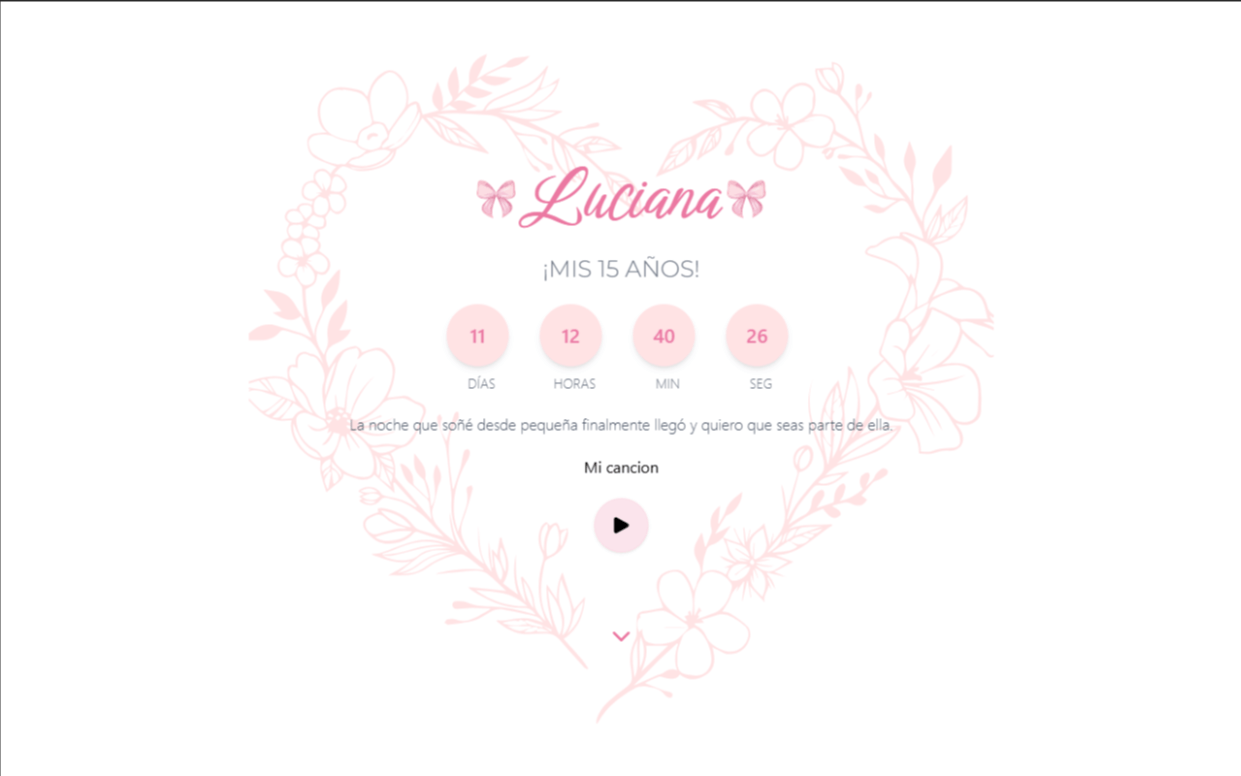 Luciana
¡MIS 15 AÑOS!
11 12 40 26
DÍAS HORAS MIN SEG
La noche que soñé desde pequeña finalmente llegó y quiero que seas parte de ella.
Mi cancion